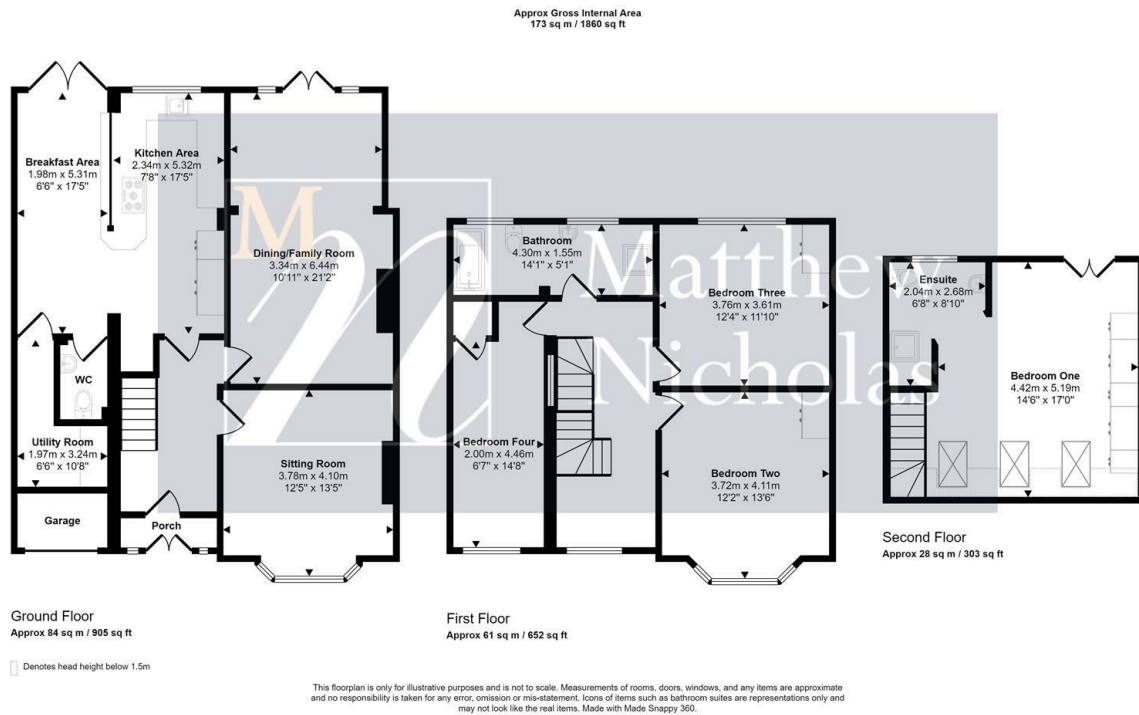 Approx Gross Internal Area
173 sq m / 1860 sq ft
Breakfast Area
1.98m x 5.31m
6'6" x 17'5"
Kitchen Area
2.34m x 5.32m
7'8" x 17'5"
Dining/Family Room
3.34m x 6.44m
10'11" x 21'2"
WC
Utility Room
1.97m x 3.24m
6'6" x 10'8"
Sitting Room
3.78m x 4.10m
12'5" x 13'5"
Garage
Porch
Ground Floor
Approx 84 sq m / 905 sq ft
Denotes head height below 1.5m
Bathroom
4.30m x 1.55m
14'1" x 5'1"
Bedroom Three
3.76m x 3.61m
12'4" x 11'10"
Bedroom Four
2.00m x 4.46m
6'7" x 14'8"
Bedroom Two
3.72m x 4.11m
12'2" x 13'6"
First Floor
Approx 61 sq m / 652 sq ft
Ensuite
2.04m x 2.68m
6'8" x 8'10"
Bedroom One
4.42m x 5.19m
14'6" x 17'0"
Second Floor
Approx 28 sq m / 303 sq ft
M
n
Matthew
Nicholas
This floorplan is only for illustrative purposes and is not to scale. Measurements of rooms, doors, windows, and any items are approximate
and no responsibility is taken for any error, omission or mis-statement. Icons of items such as bathroom suites are representations only and
may not look like the real items. Made with Made Snappy 360.